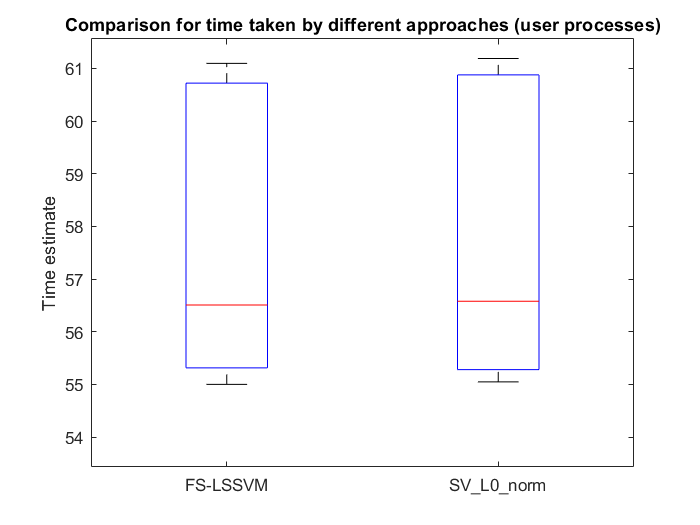 Comparison for time taken by different approaches (user processes)
61
60
59
58
57
56
55
54
Time estimate
FS-LSSVM
SV_L0_norm